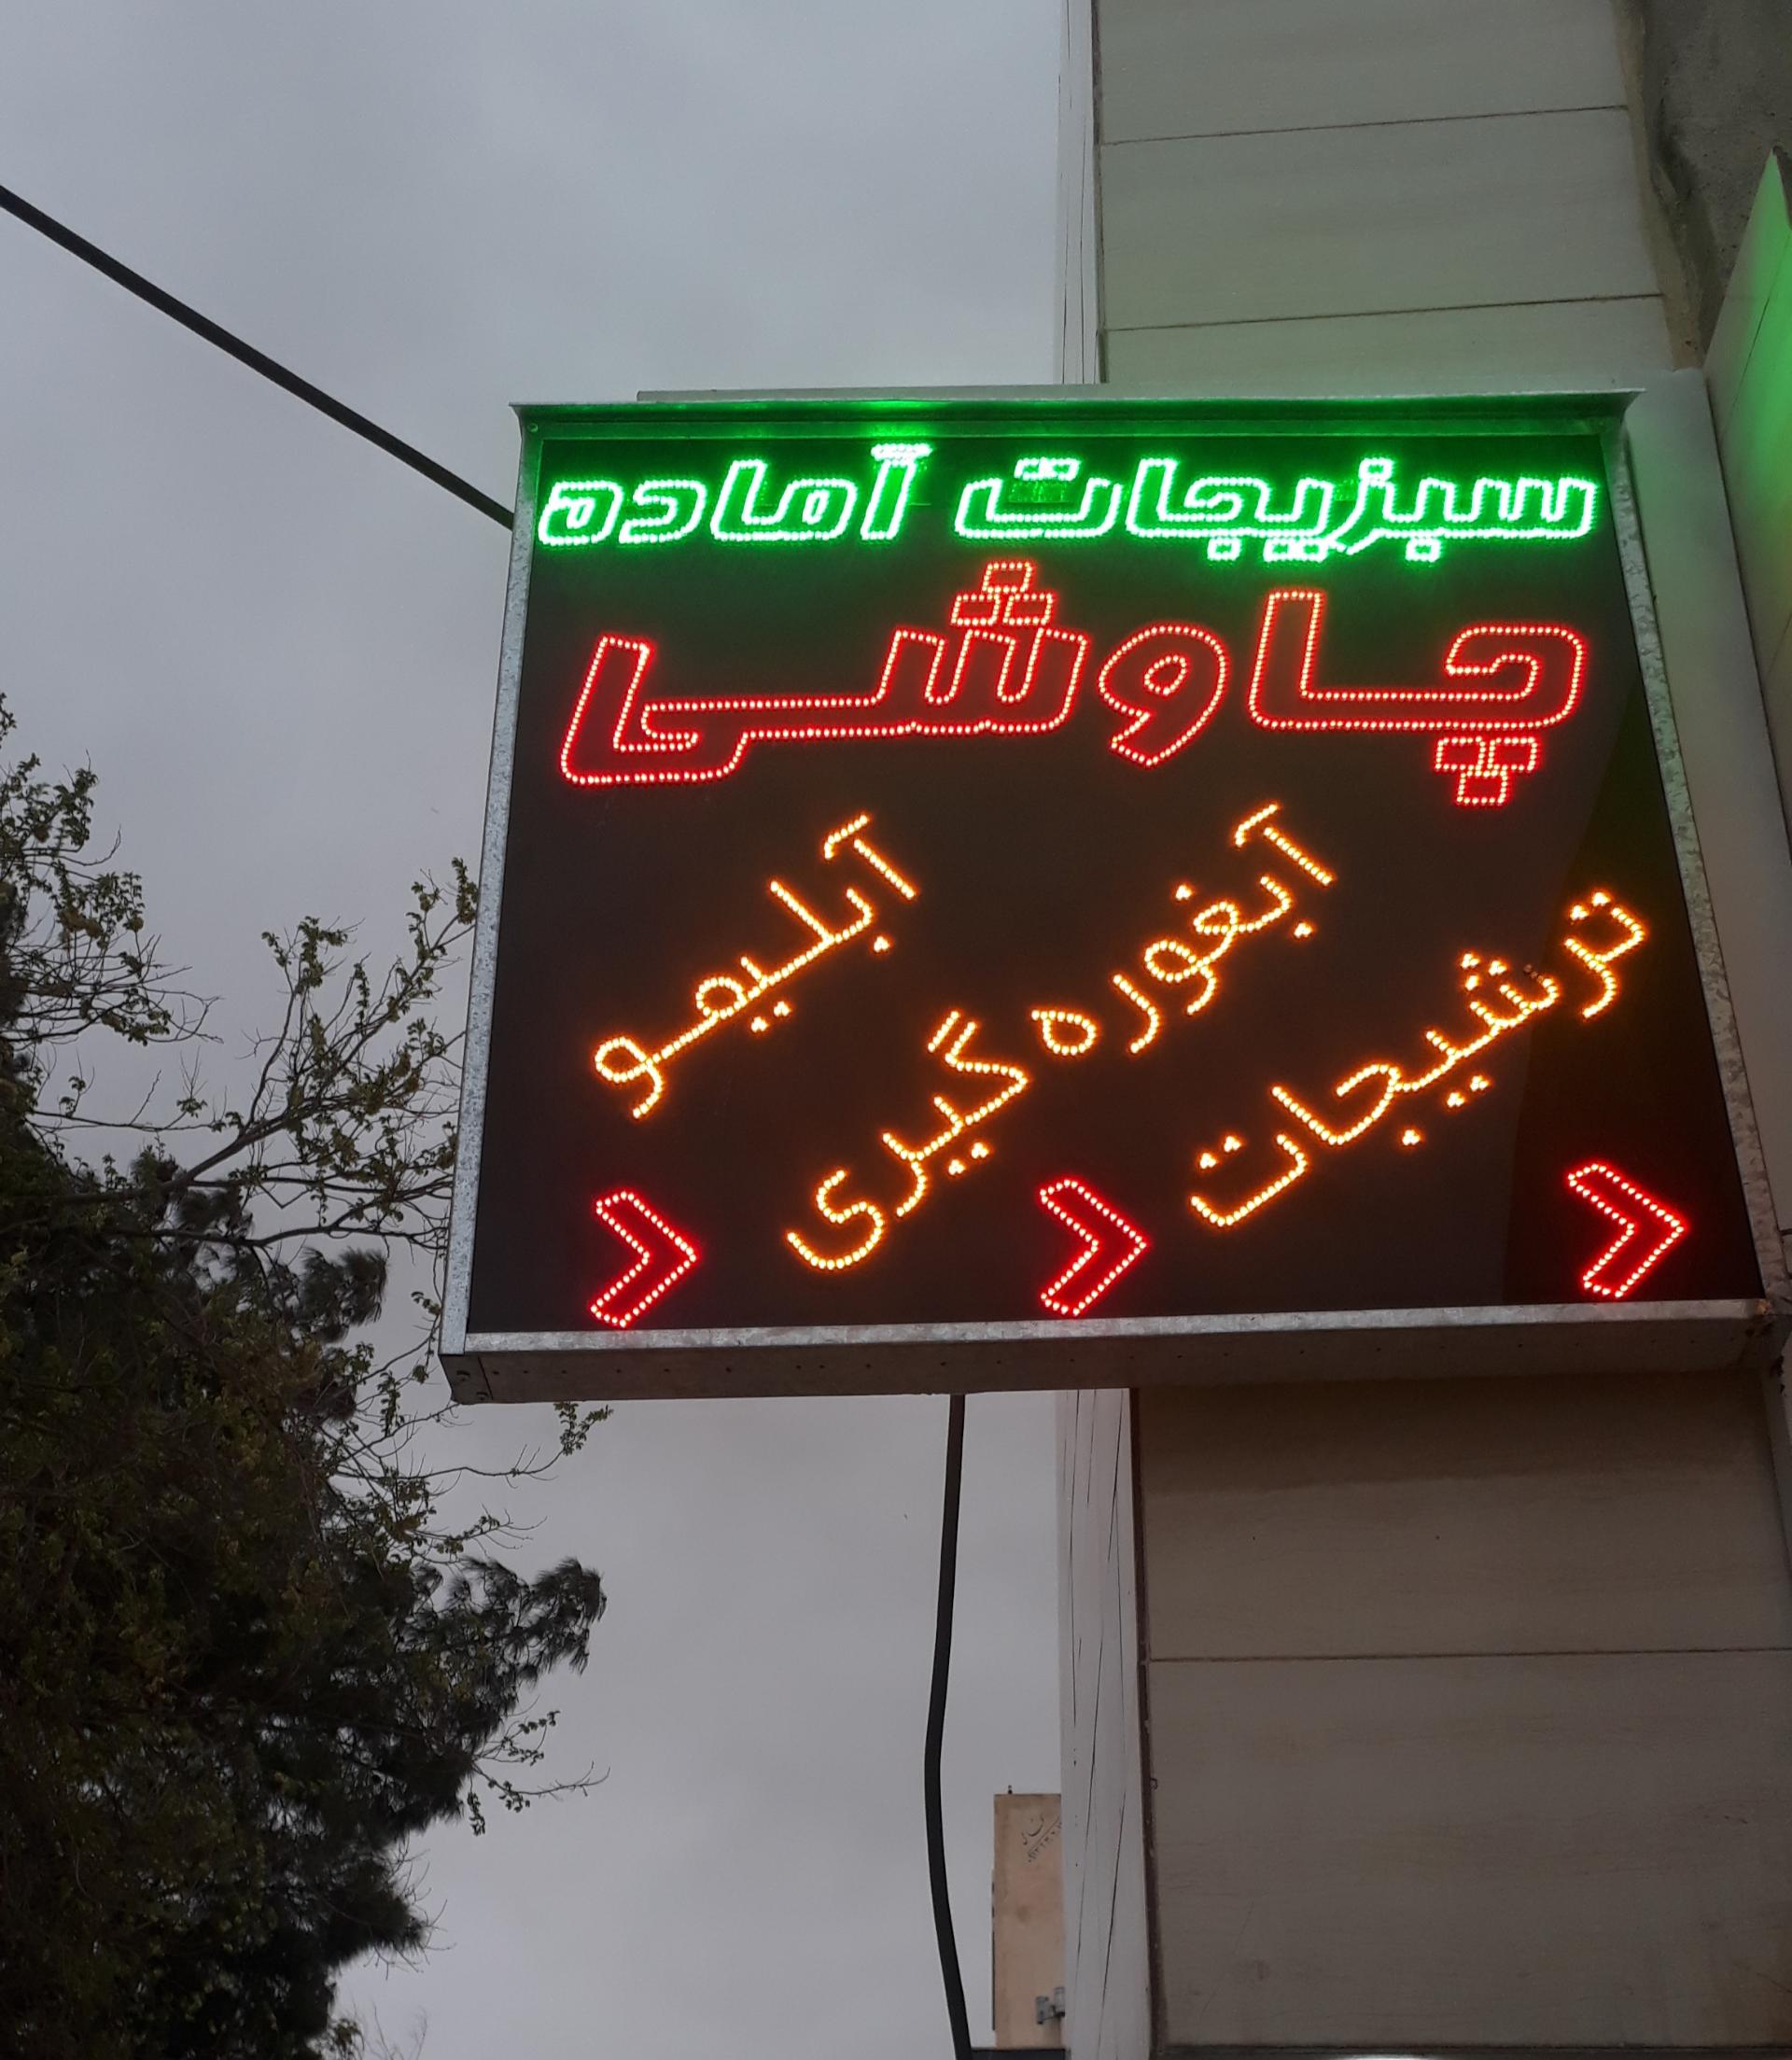 سبزیجات آماده
چاوشی
ترشیجات
آبغوره گیری
آبلیمو